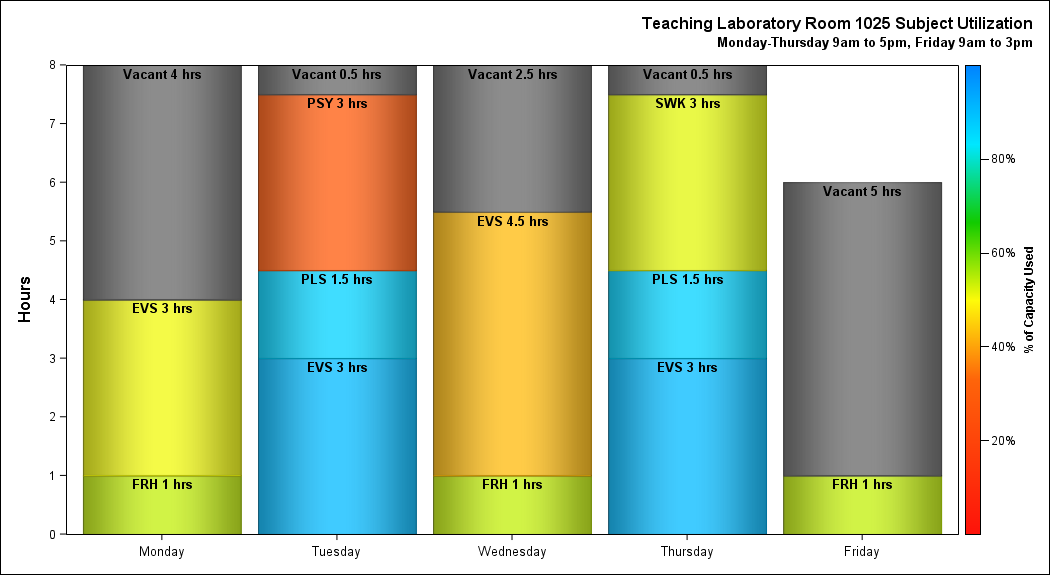 Teaching Laboratory Room 1025 Subject Utilization
Monday-Thursday 9am to 5pm, Friday 9am to 3pm
Hours
8
7
6
5
4
3
2
1
0
Vacant 4 hrs
EVS 3 hrs
FRH 1 hrs
Vacant 0.5 hrs
PSY 3 hrs
PLS 1.5 hrs
EVS 3 hrs
Vacant 2.5 hrs
EVS 4.5 hrs
FRH 1 hrs
Vacant 0.5 hrs
SWK 3 hrs
PLS 1.5 hrs
EVS 3 hrs
Vacant 5 hrs
FRH 1 hrs
Monday
Tuesday
Wednesday
Thursday
Friday
80%
60%
40%
20%
% of Capacity Used